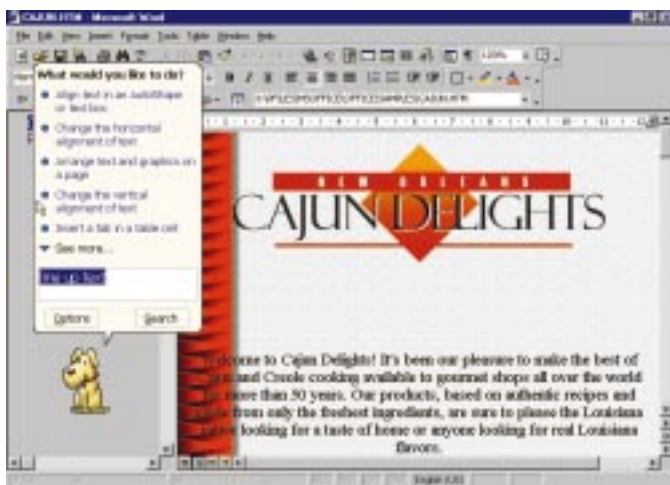 CAJUN.HTM - Microsoft Word
File Edit View Insert Format Tools Table Window Help
120%
What would you like to do?
Align text in an AutoShape
or text box
Change the horizontal
alignment of text
Arrange text and graphics on
a page
Change the vertical
alignment of text
Insert a tab in a table cell
See more...
line up text
Options Search
NEW ORLEANS
CAJUN DELIGHTS
to Cajun Delights! It's been our pleasure to make the best of
and Creole cooking available to gourmet shops all over the world
more than 30 years. Our products, based on authentic recipes and
from only the freshest ingredients, are sure to please the Louisiana
looking for a taste of home or anyone looking for real Louisiana
flavors.
English (US)